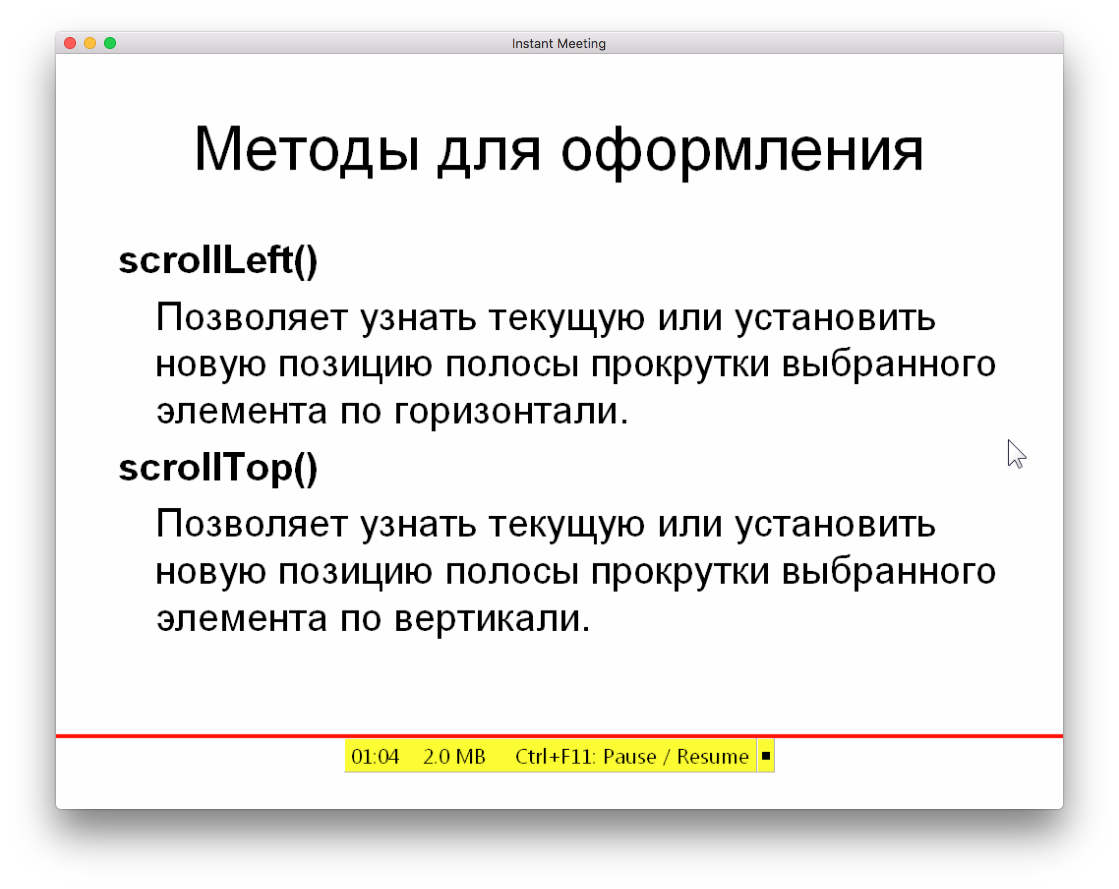 Instant Meeting
Методы для оформления
scrollLeft()
Позволяет узнать текущую или установить
новую позицию полосы прокрутки выбранного
элемента по горизонтали.
scrollTop()
Позволяет узнать текущую или установить
новую позицию полосы прокрутки выбранного
элемента по вертикали.
01:04 2.0 MB Ctrl+F11: Pause / Resume